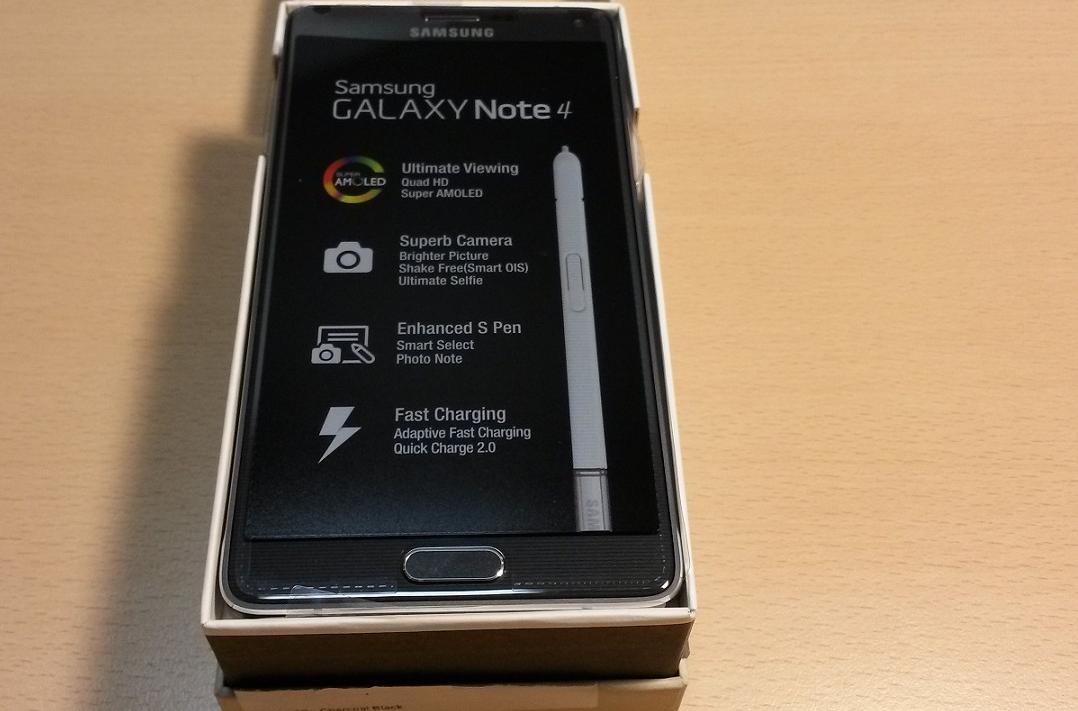 SAMSUNG
Samsung
GALAXY Note 4
SUPER
AMOLED
Ultimate Viewing
Quad HD
Super AMOLED
Superb Camera
Brighter Picture
Shake Free(Smart OIS)
Ultimate Selfie
Enhanced S Pen
Smart Select
Photo Note
Fast Charging
Adaptive Fast Charging
Quick Charge 2.0
SAM
Charcoal Black